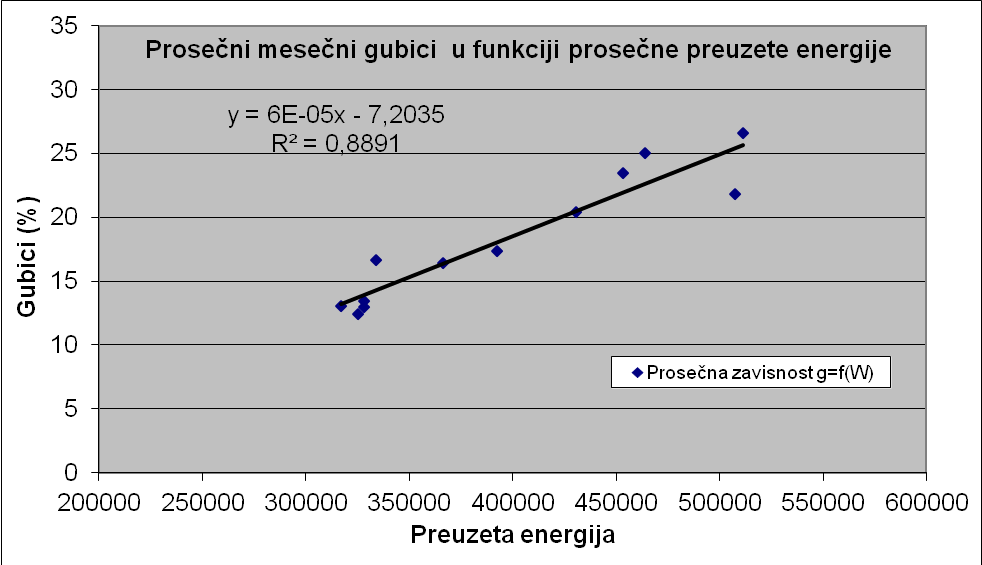 Prosečni mesečni gubici u funkciji prosečne preuzete energije
y = 6E-05x - 7,2035
R² = 0,8891
35
30
25
20
15
10
5
0
Gubici (%)
Prosečna zavisnost g=f(W)
200000 250000 300000 350000 400000 450000 500000 550000 600000
Preuzeta energija